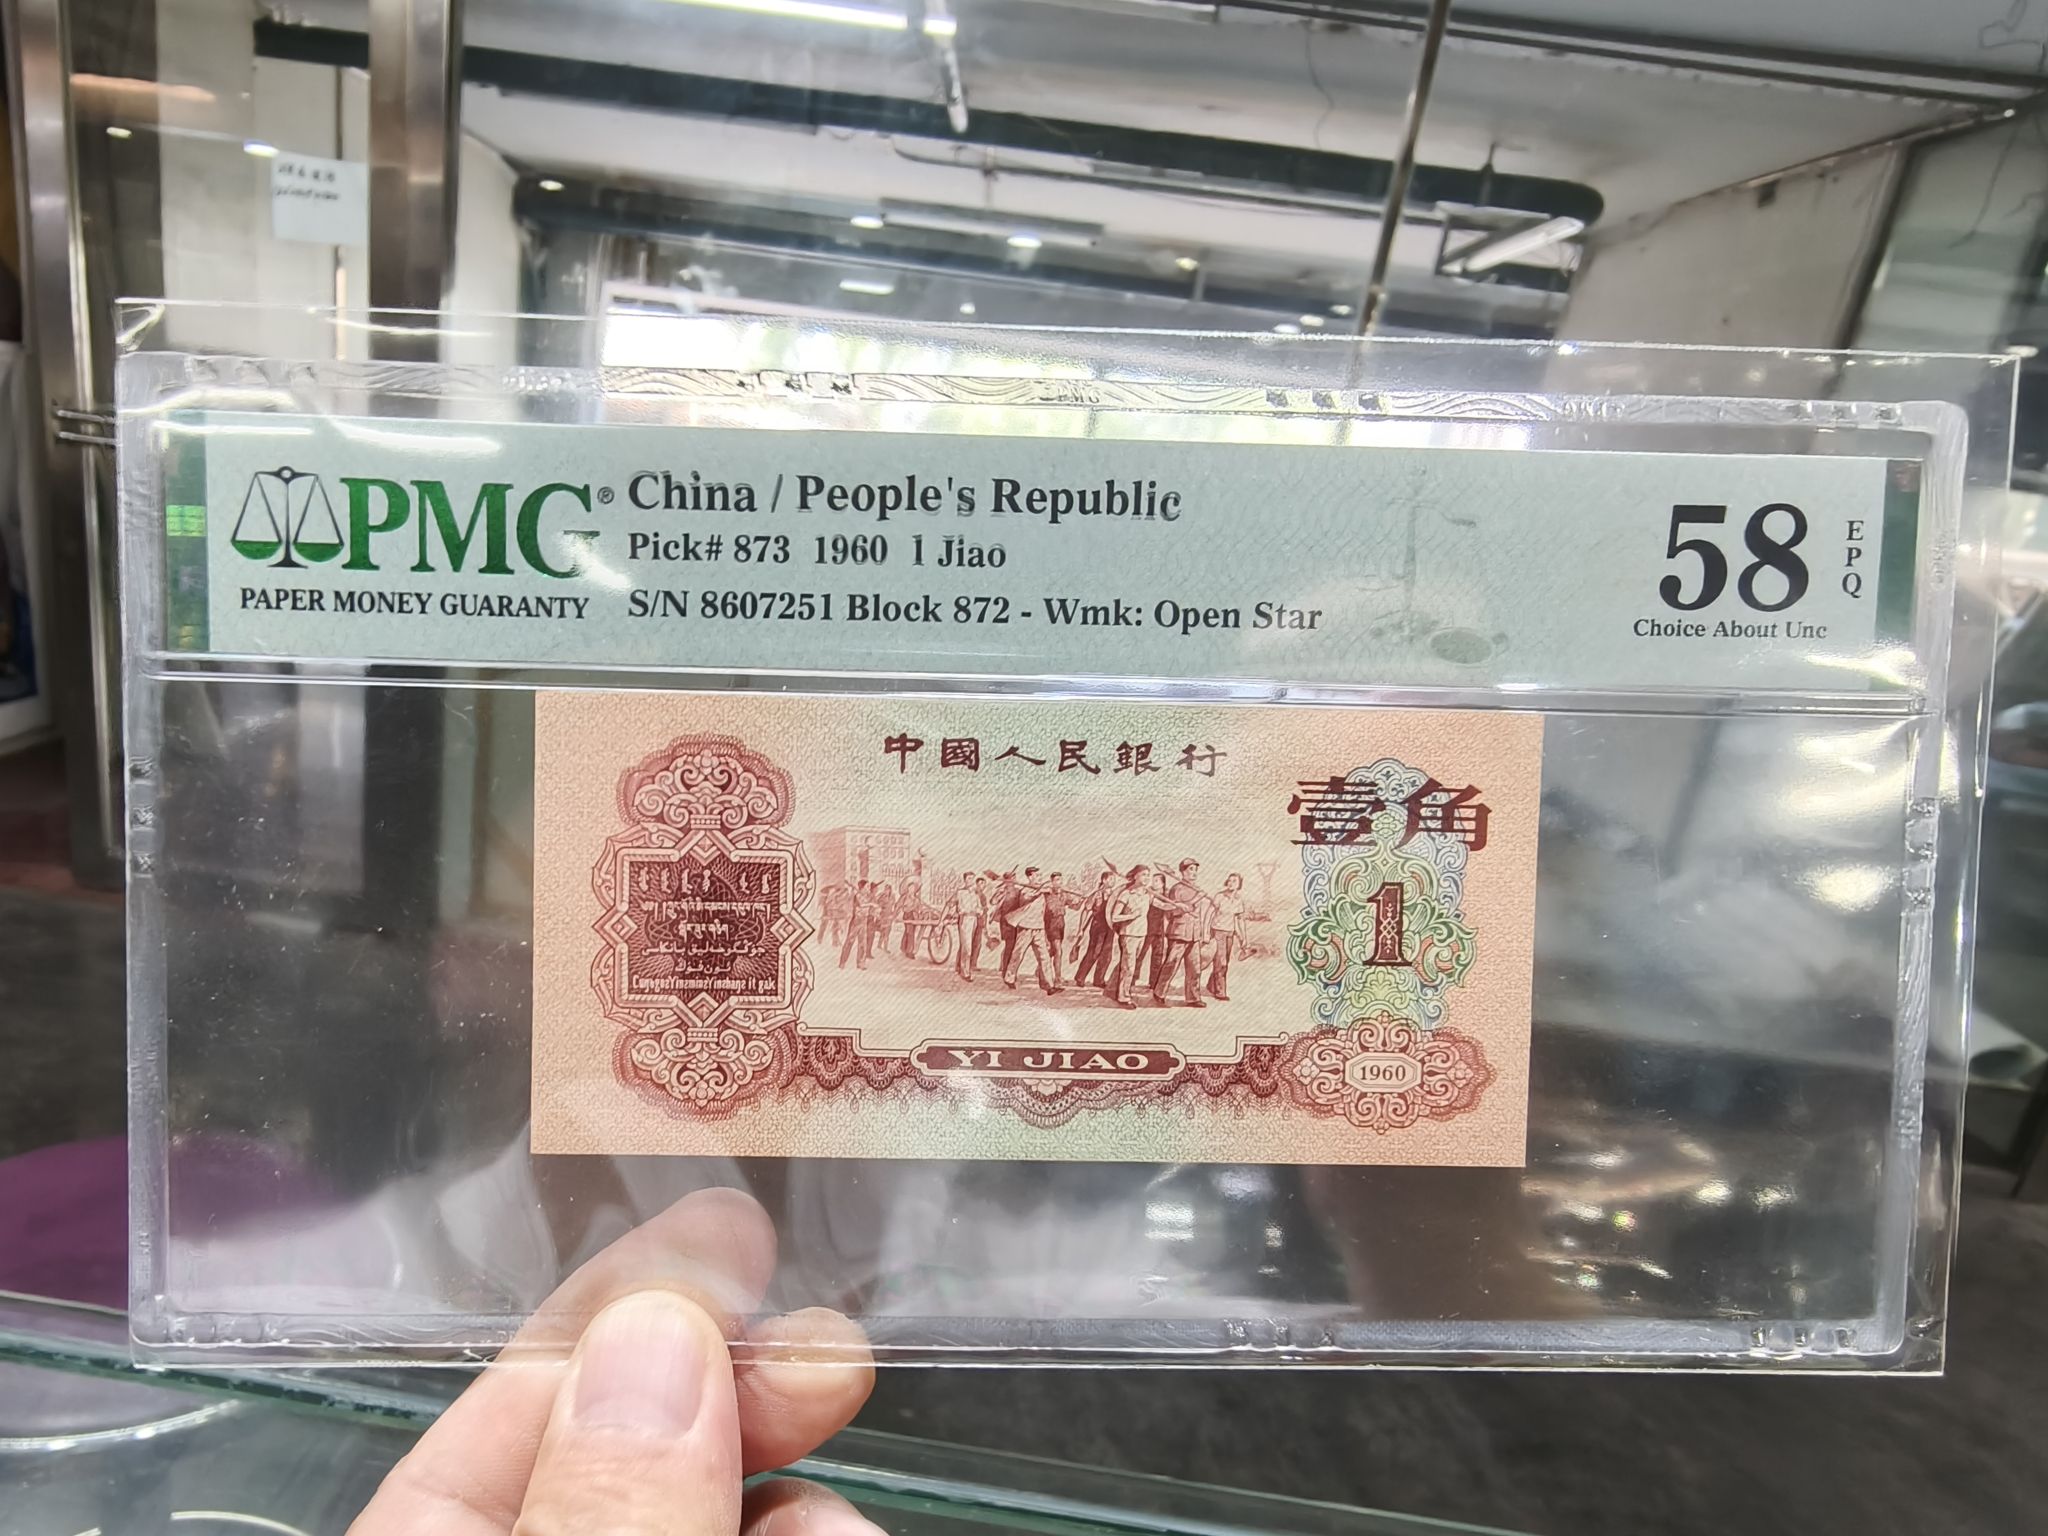 PMG®
PAPER MONEY GUARANTY
China / People's Republic
Pick# 873 1960 1 Jiao
S/N 8607251 Block 872 - Wmk: Open Star
58
EPQ
Choice About Unc
PMG
中國人民銀行
壹角
1
YI JIAO
1960